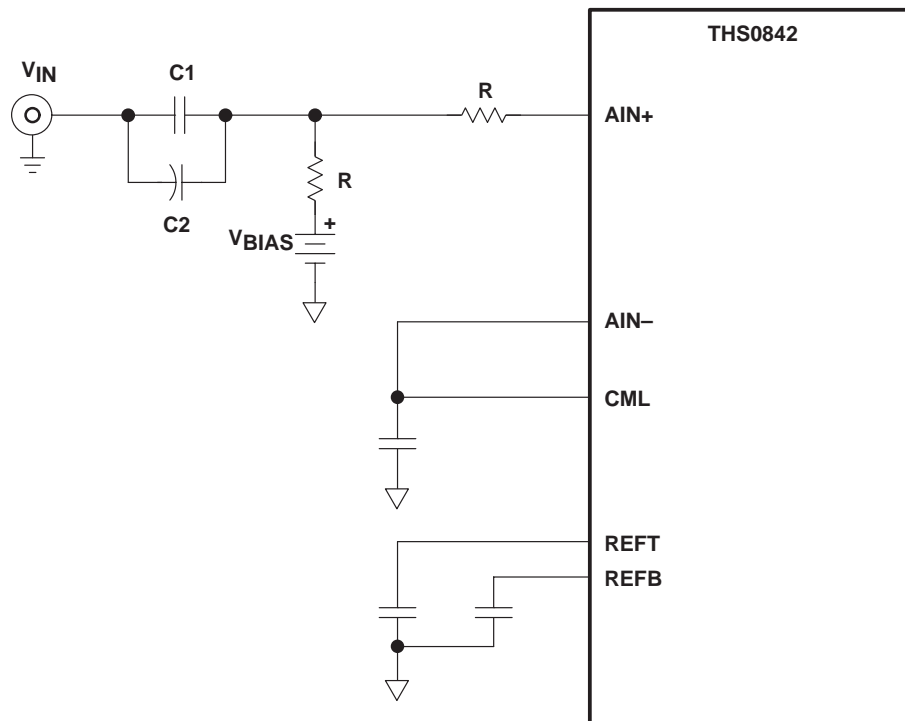 THS0842
VIN
C1
R
AIN+
R
C2
+
VBIAS
AIN–
CML
REFT
REFB